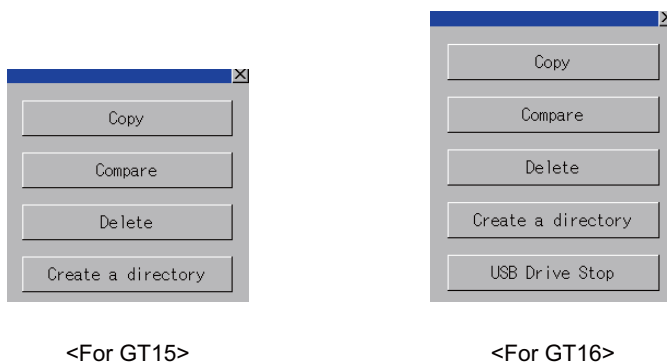 Copy
Compare
Delete
Create a directory
<For GT15>
Copy
Compare
Delete
Create a directory
USB Drive Stop
<For GT16>